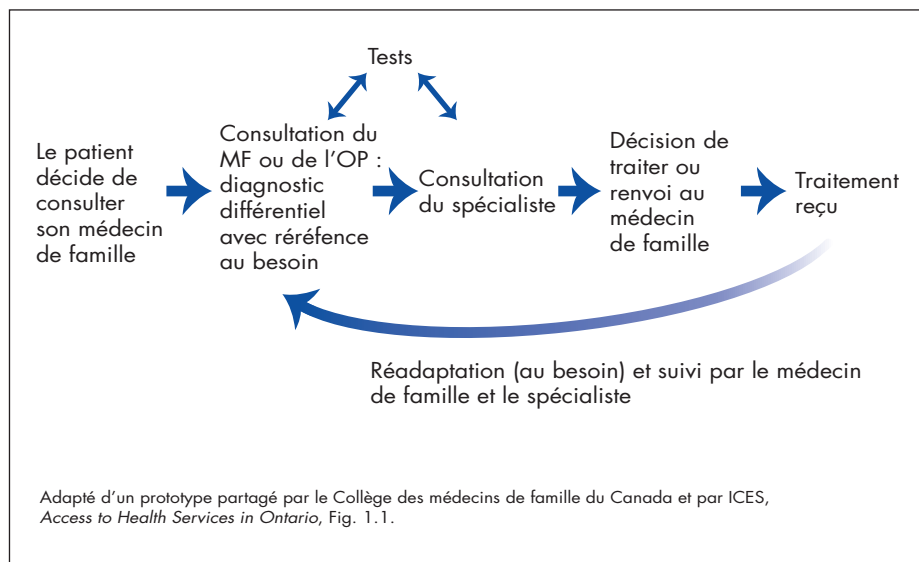 Tests
Le patient
décide de
consulter
son médecin
de famille
Consultation du
MF ou de l’OP :
diagnostic
différentiel
avec réréfence
au besoin
Consultation
du spécialiste
Décision de
traiter ou
renvoi au
médecin
de famille
Traitement
reçu
Réadaptation (au besoin) et suivi par le médecin
de famille et le spécialiste
Adapté d’un prototype partagé par le Collège des médecins de famille du Canada et par ICES,
Access to Health Services in Ontario, Fig. 1.1.